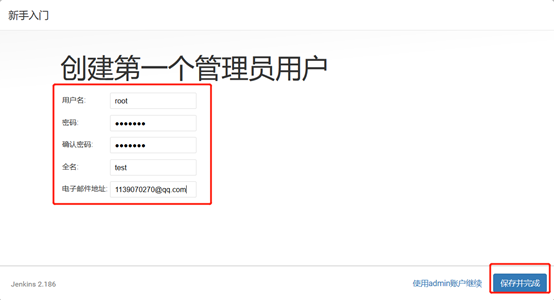 新手入门
创建第一个管理员用户
用户名: root
密码: •••••••
确认密码: •••••••
全名: test
电子邮件地址: 1139070270@qq.com
Jenkins 2.186 使用admin账户继续 保存并完成